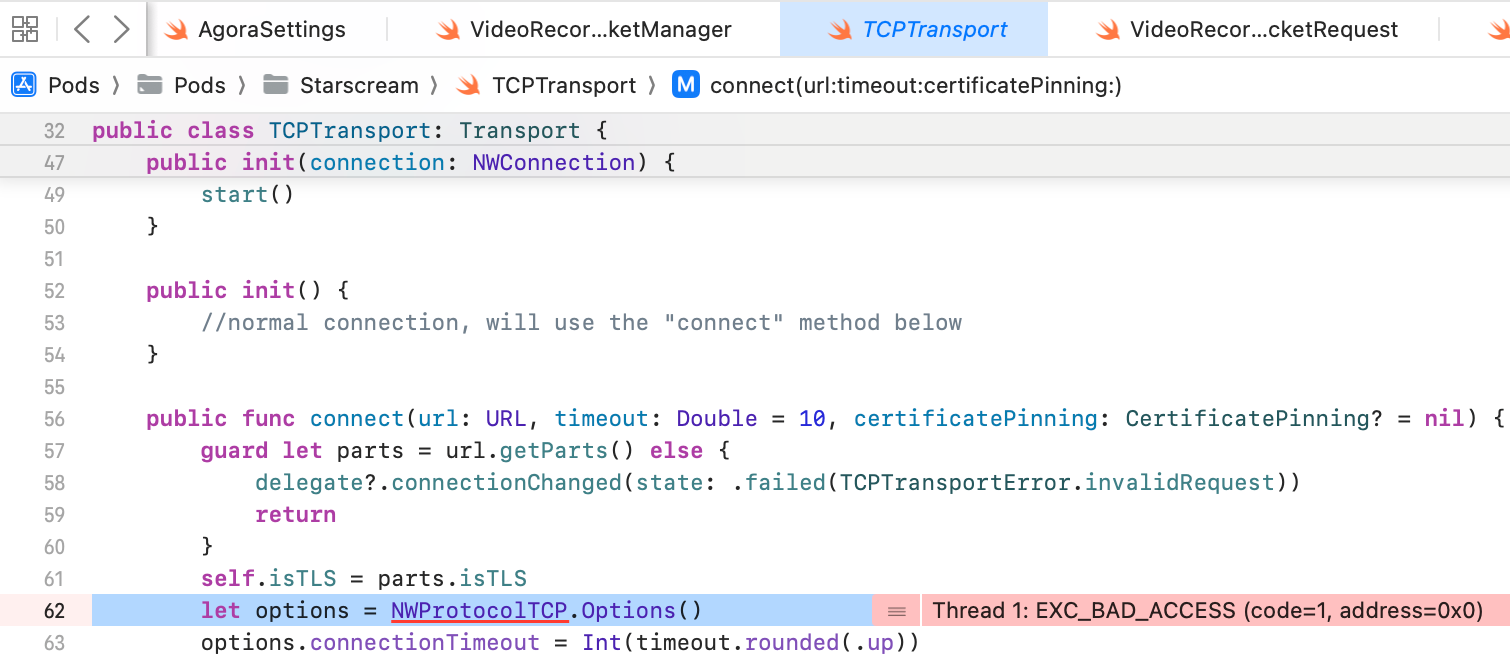 AgoraSettings VideoRecor...ketManager TCPTransport VideoRecor...cketRequest
Pods 〉 Pods 〉 Starscream 〉 TCPTransport 〉 M connect(url:timeout:certificatePinning:)
32 public class TCPTransport: Transport {
47 public init(connection: NWConnection) {
49 start()
50 }
51
52 public init() {
53 //normal connection, will use the "connect" method below
54 }
55
56 public func connect(url: URL, timeout: Double = 10, certificatePinning: CertificatePinning? = nil) {
57 guard let parts = url.getParts() else {
58 delegate?.connectionChanged(state: .failed(TCPTransportError.invalidRequest))
59 return
60 }
61 self.isTLS = parts.isTLS
62 let options = NWProtocolTCP.Options() Thread 1: EXC_BAD_ACCESS (code=1, address=0x0)
63 options.connectionTimeout = Int(timeout.rounded(.up))